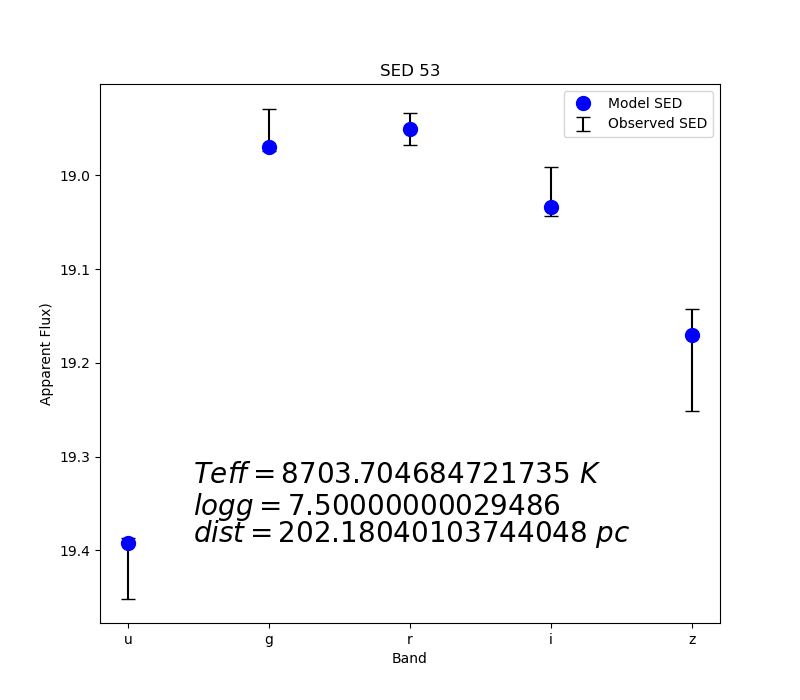 SED 53
Model SED
Observed SED
Apparent Flux)
19.0
19.1
19.2
19.3
19.4
Teff = 8703.704684721735 K
logg = 7.50000000029486
dist = 202.18040103744048 pc
u g r i z
Band